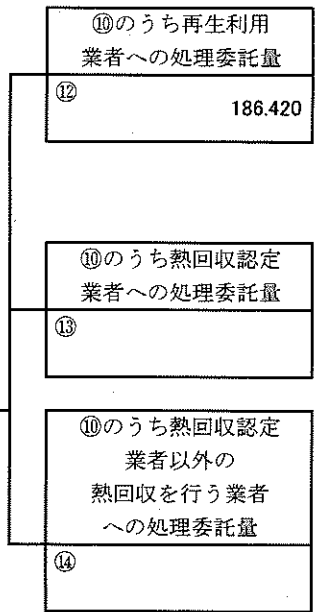 ⑩のうち再生利用
業者への処理委託量
⑫
186.420
⑩のうち熱回収認定
業者への処理委託量
⑬
⑩のうち熱回収認定
業者以外の
熱回収を行う業者
への処理委託量
⑭